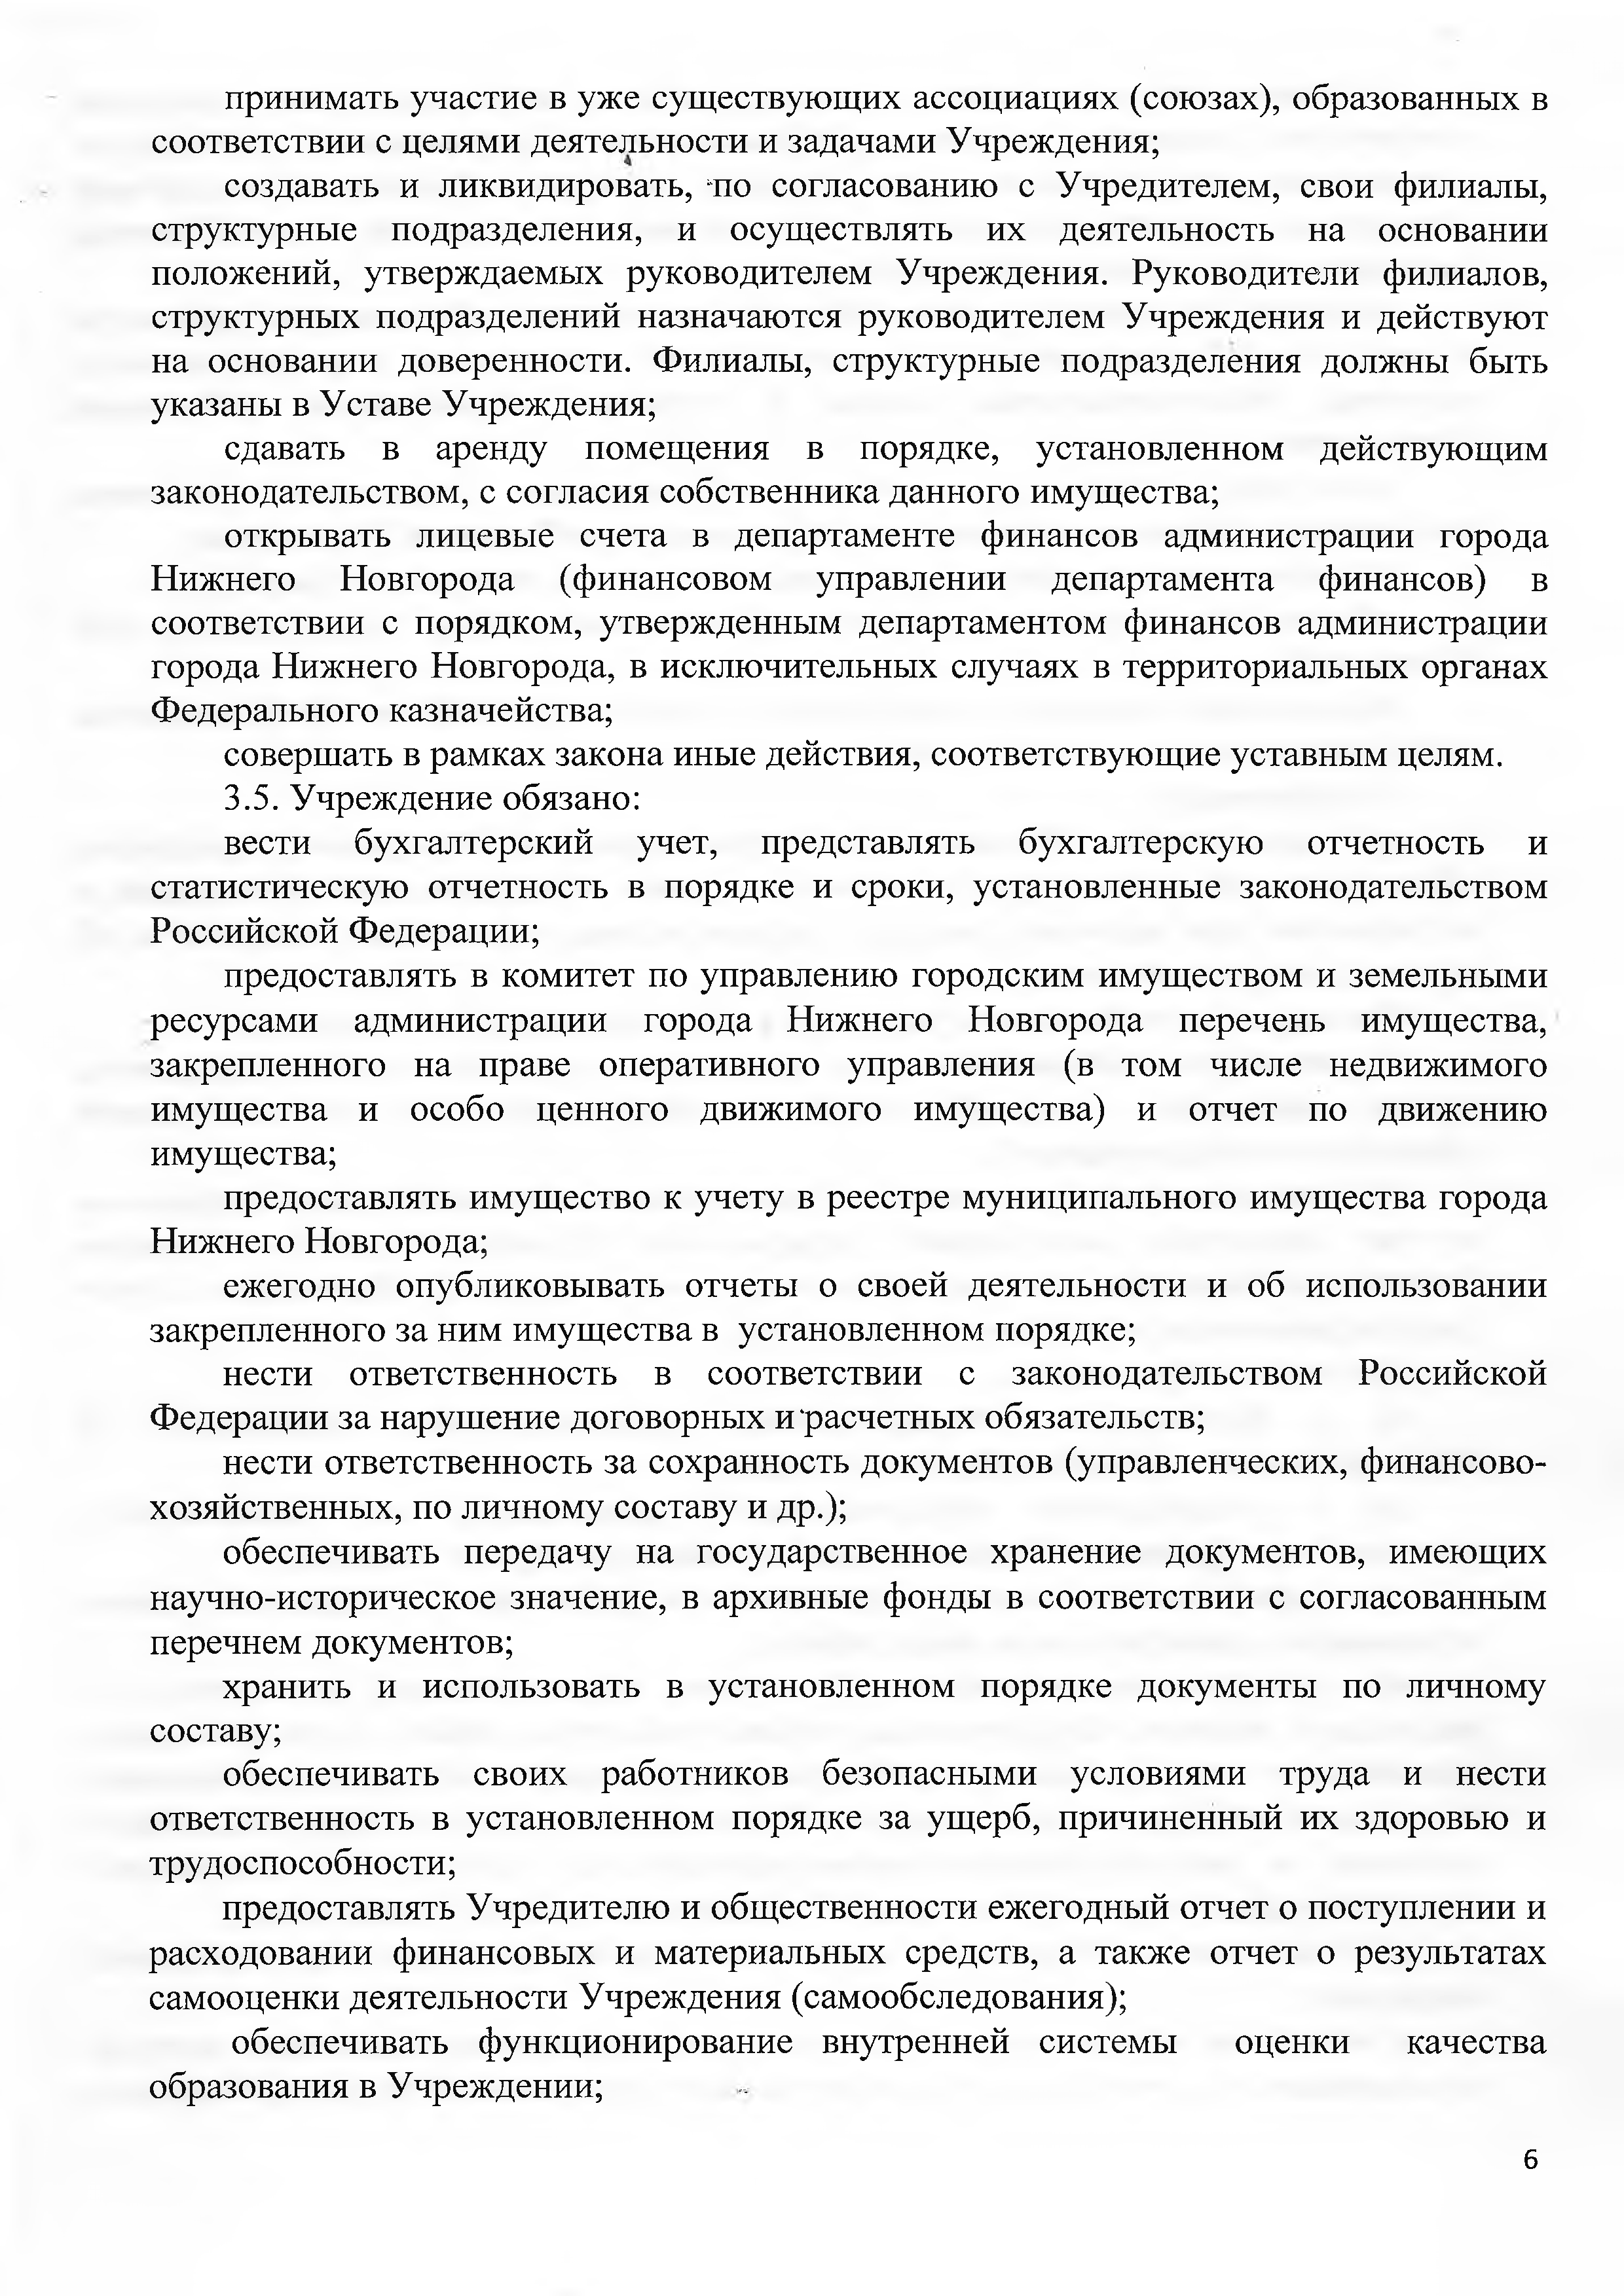 принимать участие в уже существующих ассоциациях (союзах), образованных в
соответствии с целями деятельности и задачами Учреждения;
создавать и ликвидировать, по согласованию с Учредителем, свои филиалы,
структурные подразделения, и осуществлять их деятельность на основании
положений, утверждаемых руководителем Учреждения. Руководители филиалов,
структурных подразделений назначаются руководителем Учреждения и действуют
на основании доверенности. Филиалы, структурные подразделения должны быть
указаны в Уставе Учреждения;
сдавать в аренду помещения в порядке, установленном действующим
законодательством, с согласия собственника данного имущества;
открывать лицевые счета в департаменте финансов администрации города
Нижнего Новгорода (финансовом управлении департамента финансов) в
соответствии с порядком, утвержденным департаментом финансов администрации
города Нижнего Новгорода, в исключительных случаях в территориальных органах
Федерального казначейства;
совершать в рамках закона иные действия, соответствующие уставным целям.
3.5. Учреждение обязано:
вести бухгалтерский учет, представлять бухгалтерскую отчетность и
статистическую отчетность в порядке и сроки, установленные законодательством
Российской Федерации;
предоставлять в комитет по управлению городским имуществом и земельными
ресурсами администрации города Нижнего Новгорода перечень имущества,
закрепленного на праве оперативного управления (в том числе недвижимого
имущества и особо ценного движимого имущества) и отчет по движению
имущества;
предоставлять имущество к учету в реестре муниципального имущества города
Нижнего Новгорода;
ежегодно опубликовывать отчеты о своей деятельности и об использовании
закрепленного за ним имущества в установленном порядке;
нести ответственность в соответствии с законодательством Российской
Федерации за нарушение договорных и расчетных обязательств;
нести ответственность за сохранность документов (управленческих, финансово-
хозяйственных, по личному составу и др.);
обеспечивать передачу на государственное хранение документов, имеющих
научно-историческое значение, в архивные фонды в соответствии с согласованным
перечнем документов;
хранить и использовать в установленном порядке документы по личному
составу;
обеспечивать своих работников безопасными условиями труда и нести
ответственность в установленном порядке за ущерб, причиненный их здоровью и
трудоспособности;
предоставлять Учредителю и общественности ежегодный отчет о поступлении и
расходовании финансовых и материальных средств, а также отчет о результатах
самооценки деятельности Учреждения (самообследования);
обеспечивать функционирование внутренней системы оценки качества
образования в Учреждении;
6